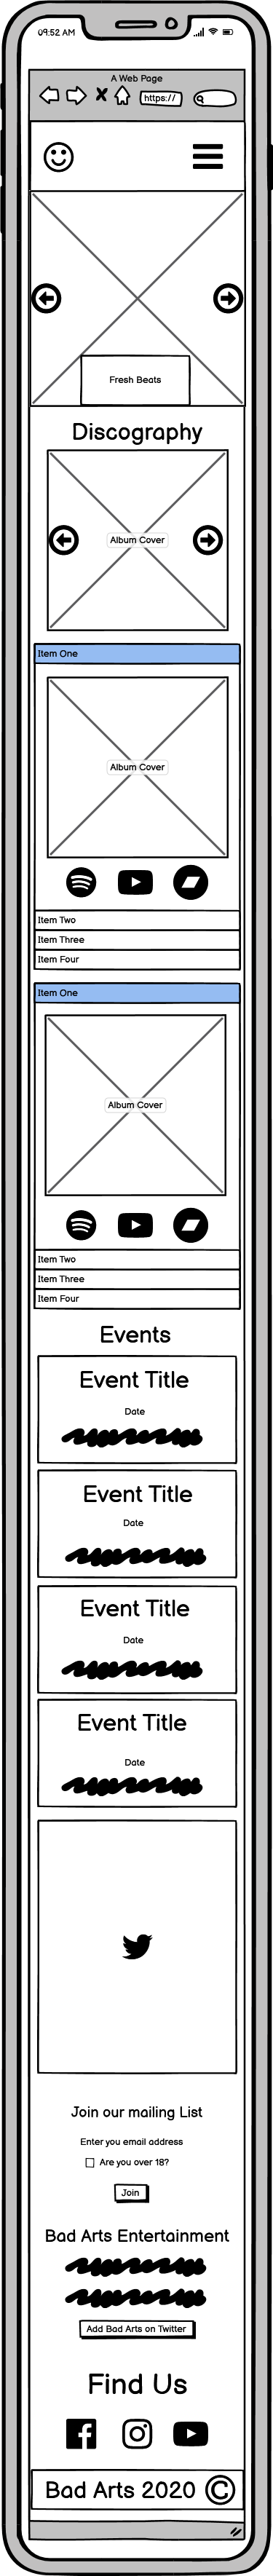 09:52 AM
A Web Page
https://
Fresh Beats
Discography
Album Cover
Item One
Album Cover
Item Two
Item Three
Item Four
Item One
Album Cover
Item Two
Item Three
Item Four
Events
Event Title
Date
Event Title
Date
Event Title
Date
Event Title
Date
Join our mailing List
Enter you email address
Are you over 18?
Join
Bad Arts Entertainment
Add Bad Arts on Twitter
Find Us
Bad Arts 2020 ©